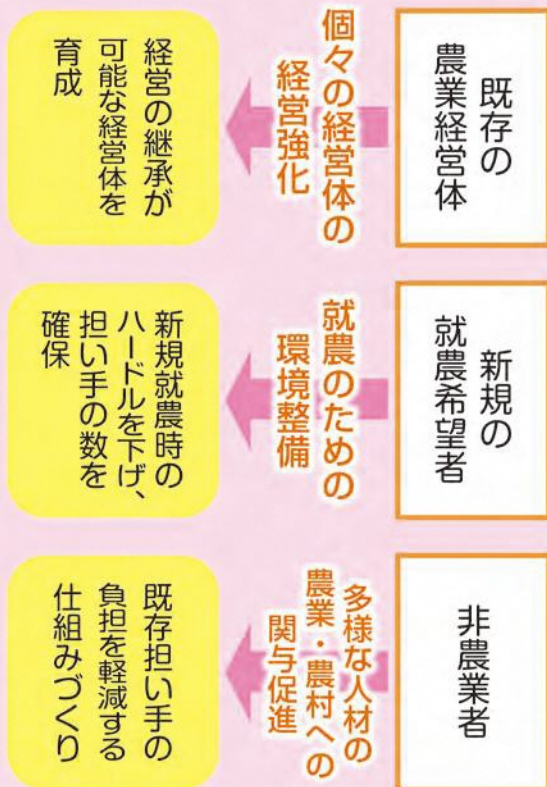 既存の
農業経営体
個々の経営体の
経営強化
経営の継承が
可能な経営体を
育成
新規の
就農希望者
就農のための
環境整備
新規就農時の
ハードルを下げ、
担い手の数を
確保
非農業者
多様な人材の
農業・農村への
関与促進
既存担い手の
負担を軽減する
仕組みづくり